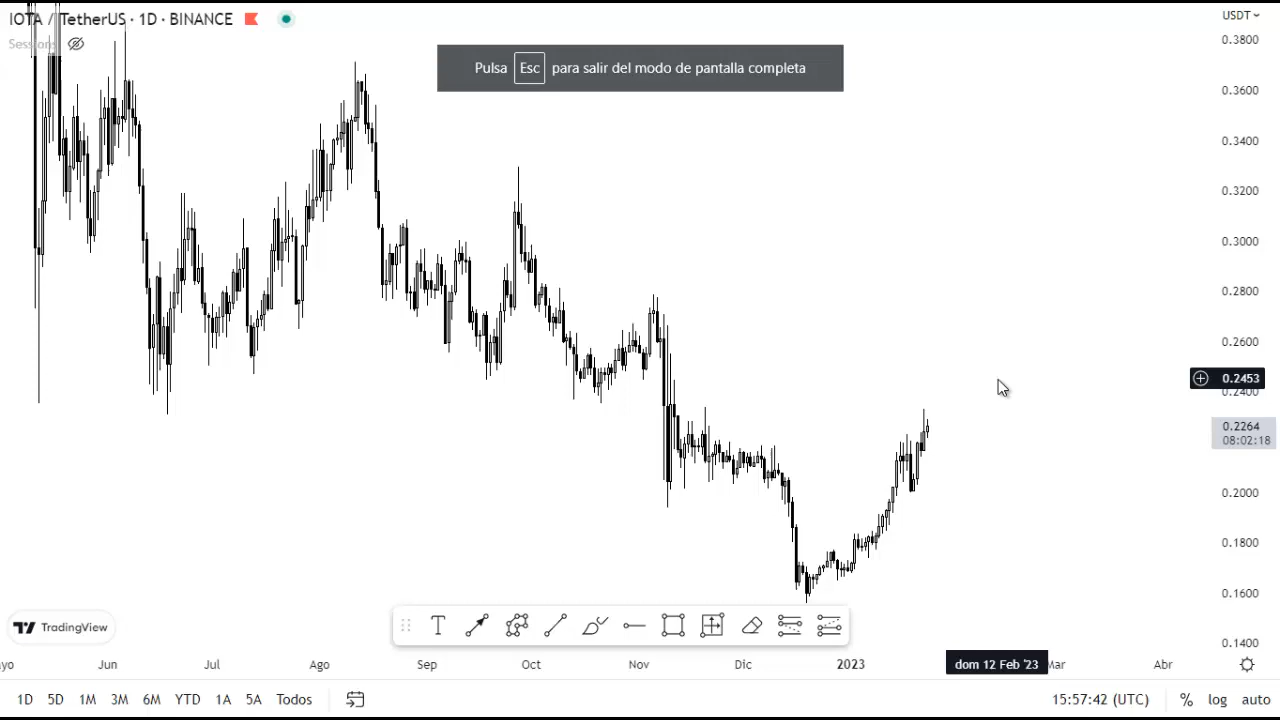 IOTA / TetherUS · 1D · BINANCE
Sessions
Pulsa Esc para salir del modo de pantalla completa
USDT
0.3800
0.3600
0.3400
0.3200
0.3000
0.2800
0.2600
0.2453
0.2400
0.2264
08:02:18
0.2000
0.1800
0.1600
0.1400
T
TradingView
yo Jun Jul Ago Sep Oct Nov Dic 2023 dom 12 Feb '23 Mar Abr
1D 5D 1M 3M 6M YTD 1A 5A Todos 15:57:42 (UTC) % log auto